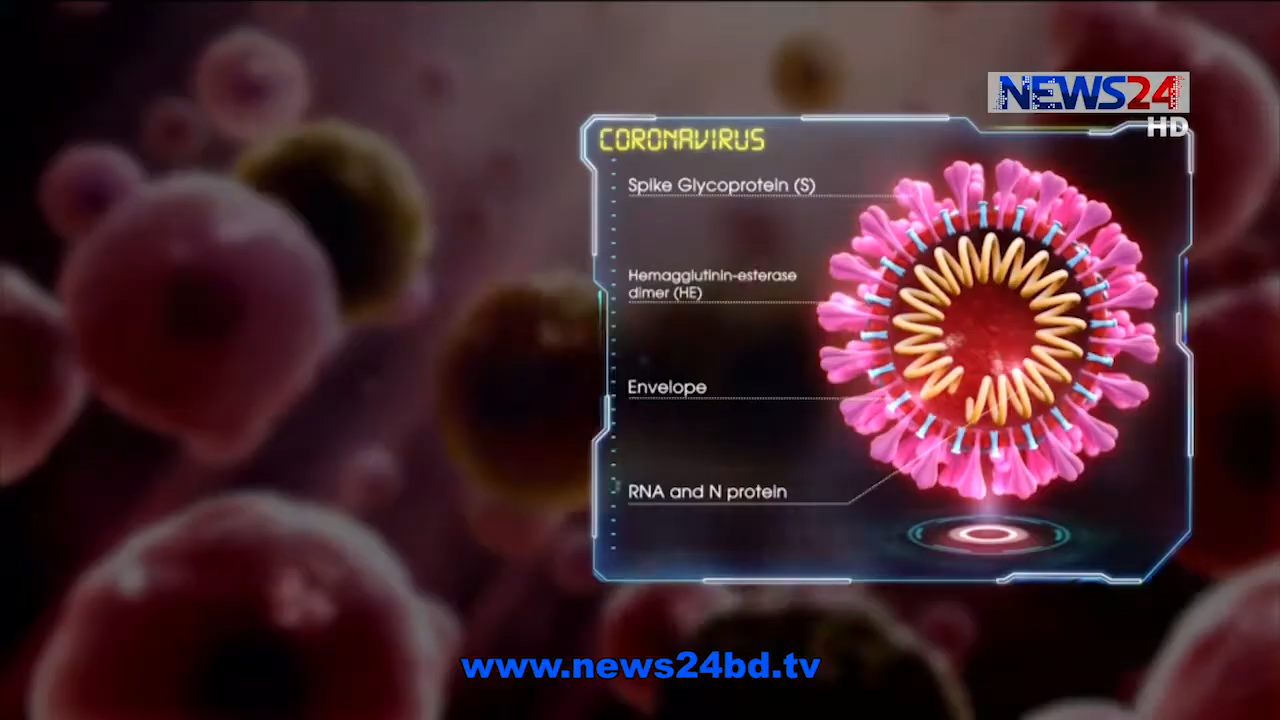 NEWS24
HD
CORONAVIRUS
Spike Glycoprotein (S)
Hemagglutinin-esterase
dimer (HE)
Envelope
RNA and N protein
www.news24bd.tv